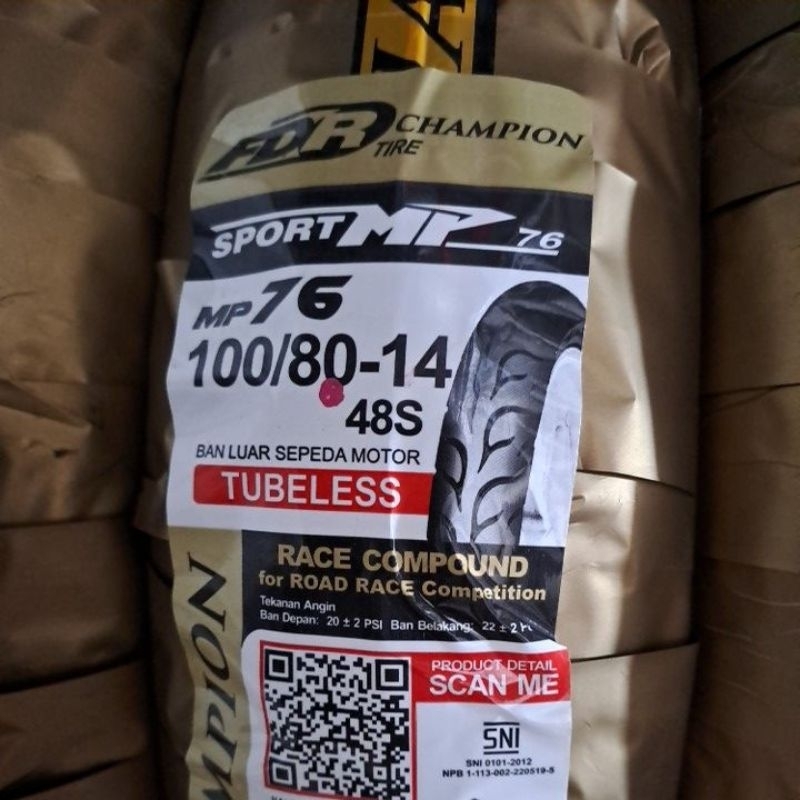 FDR TIRE CHAMPION
SPORT MP 76
MP 76
100/80-14
48S
BAN LUAR SEPEDA MOTOR
TUBELESS
RACE COMPOUND
for ROAD RACE Competition
Tekanan Angin
Ban Depan: 20 ± 2 PSI Ban Belakang: 22 ± 2
PRODUCT DETAIL
SCAN ME
SNI
SNI 0101-2012
NPB 1-113-002-220519-5
MPION